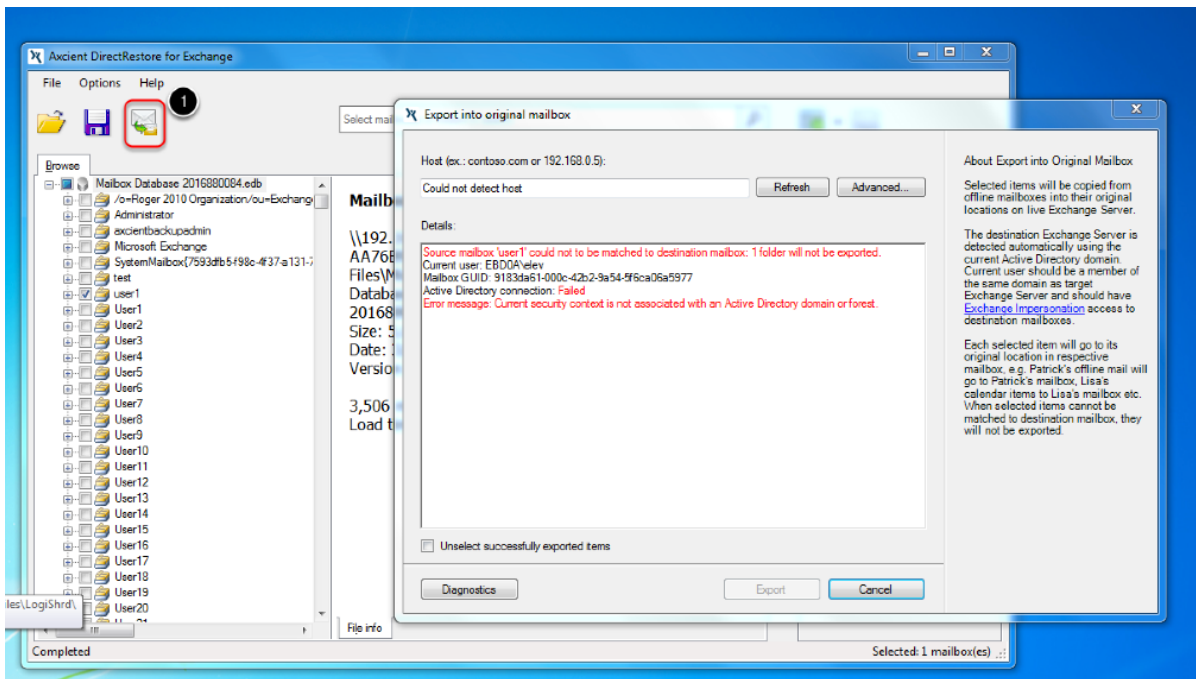 Axcient DirectRestore for Exchange
File Options Help
1
Select mail
Browse
Mailbox Database 2016880084.edb
/o=Roger 2010 Organization/ou=Exchang
Administrator
axcientbackupadmin
Microsoft Exchange
SystemMailbox{7593dfb5-f98c-4f37-a131-7
test
user1
User1
User2
User3
User4
User5
User6
User7
User8
User9
User10
User11
User12
User13
User14
User15
User16
User17
User18
User19
User20
iles\LogiShrd\
Mailb
\\192.
AA76E
Files\M
Databa
20168
Size: 5
Date:
Versio
3,506
Load t
File info
Completed
Selected: 1 mailbox(es)
Export into original mailbox
Host (ex.: contoso.com or 192.168.0.5):
Could not detect host
Refresh
Advanced...
Details:
Source mailbox 'user1' could not to be matched to destination mailbox: 1 folder will not be exported.
Current user: EBD0A\elev
Mailbox GUID: 9183da61-000c-42b2-9a54-5f6ca06a5977
Active Directory connection: Failed
Error message: Current security context is not associated with an Active Directory domain or forest.
Unselect successfully exported items
Diagnostics
Export
Cancel
About Export into Original Mailbox
Selected items will be copied from
offline mailboxes into their original
locations on live Exchange Server.
The destination Exchange Server is
detected automatically using the
current Active Directory domain.
Current user should be a member of
the same domain as target
Exchange Server and should have
Exchange Impersonation access to
destination mailboxes.
Each selected item will go to its
original location in respective
mailbox, e.g. Patrick's offline mail will
go to Patrick's mailbox, Lisa's
calendar items to Lisa's mailbox etc.
When selected items cannot be
matched to destination mailbox, they
will not be exported.